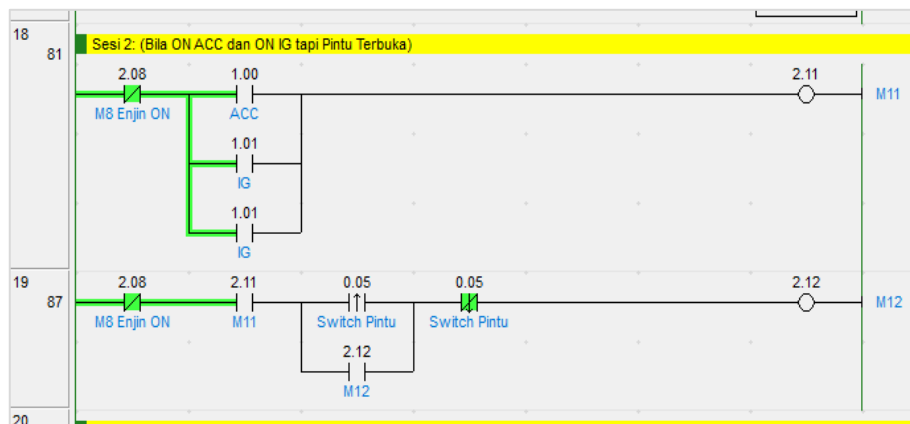 18
81
Sesi 2: (Bila ON ACC dan ON IG tapi Pintu Terbuka)
2.08 1.00 2.11
M8 Enjin ON ACC M11
1.01
IG
1.01
IG
19
87
2.08 2.11 0.05 0.05 2.12
M8 Enjin ON M11 Switch Pintu Switch Pintu M12
2.12
M12
20